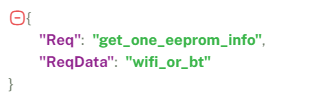 {
"Req": "get_one_eeprom_info",
"ReqData": "wifi_or_bt"
}